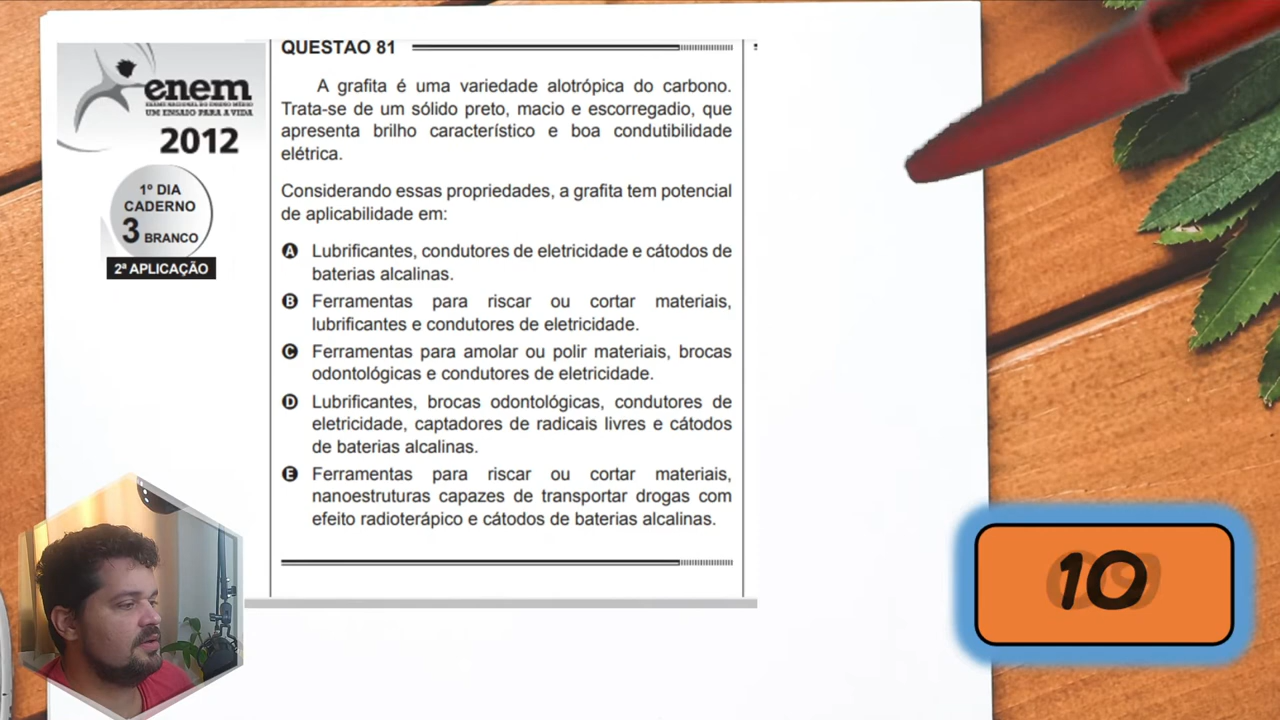 enem
EXAME NACIONAL DO ENSINO MÉDIO
UM ENSAIO PARA A VIDA
2012
1º DIA
CADERNO
3 BRANCO
2ª APLICAÇÃO
QUESTAO 81
A grafita é uma variedade alotrópica do carbono.
Trata-se de um sólido preto, macio e escorregadio, que
apresenta brilho característico e boa condutibilidade
elétrica.
Considerando essas propriedades, a grafita tem potencial
de aplicabilidade em:
A Lubrificantes, condutores de eletricidade e cátodos de
baterias alcalinas.
B Ferramentas para riscar ou cortar materiais,
lubrificantes e condutores de eletricidade.
C Ferramentas para amolar ou polir materiais, brocas
odontológicas e condutores de eletricidade.
D Lubrificantes, brocas odontológicas, condutores de
eletricidade, captadores de radicais livres e cátodos
de baterias alcalinas.
E Ferramentas para riscar ou cortar materiais,
nanoestruturas capazes de transportar drogas com
efeito radioterápico e cátodos de baterias alcalinas.
10